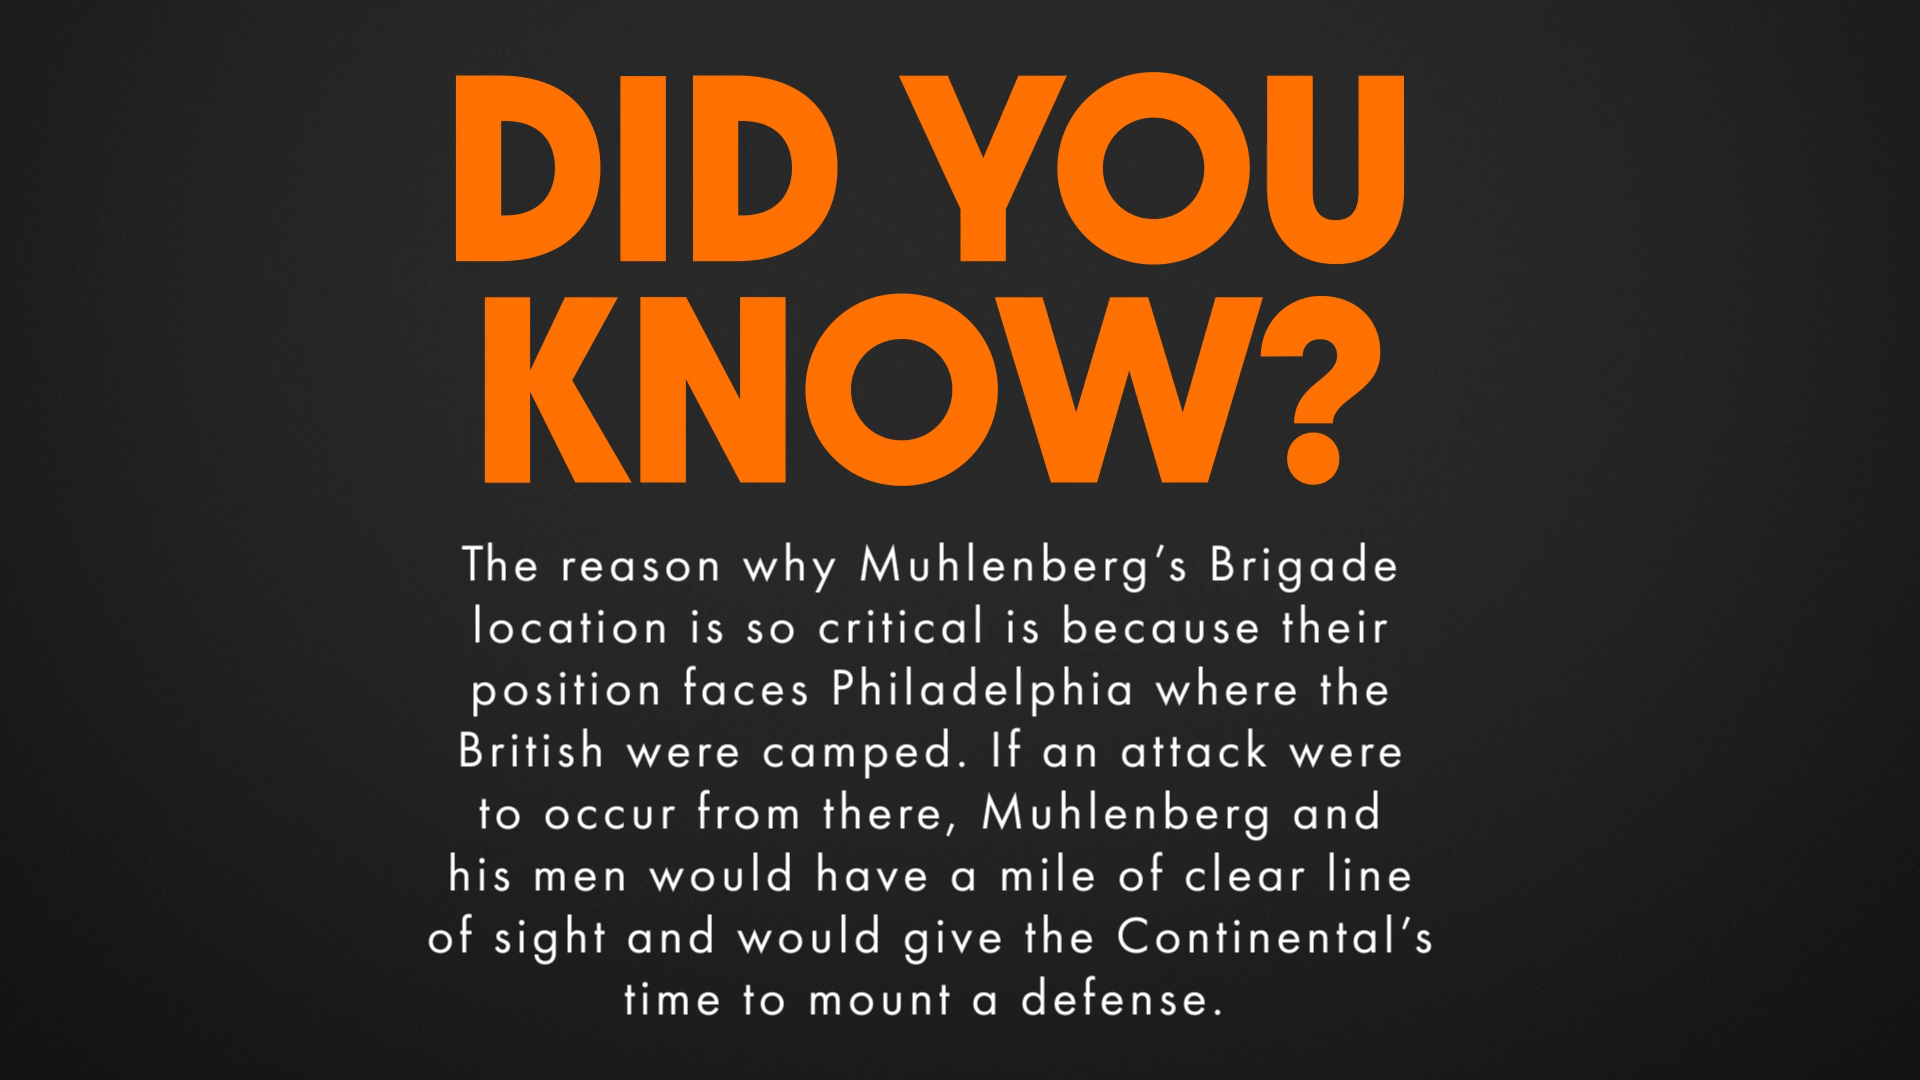 DID YOU
KNOW?
The reason why Muhlenberg’s Brigade
location is so critical is because their
position faces Philadelphia where the
British were camped. If an attack were
to occur from there, Muhlenberg and
his men would have a mile of clear line
of sight and would give the Continental’s
time to mount a defense.